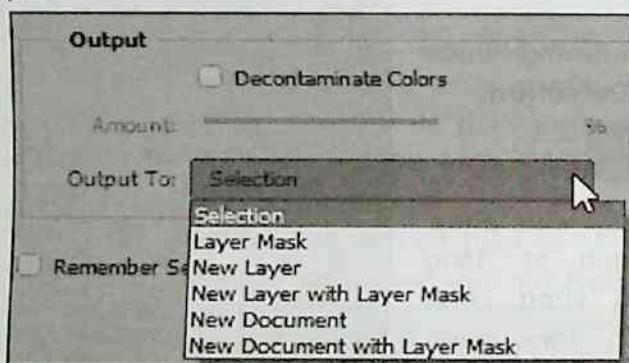 Output
Decontaminate Colors
Amount: %
Output To: Selection
Selection
Layer Mask
Remember Se
New Layer
New Layer with Layer Mask
New Document
New Document with Layer Mask